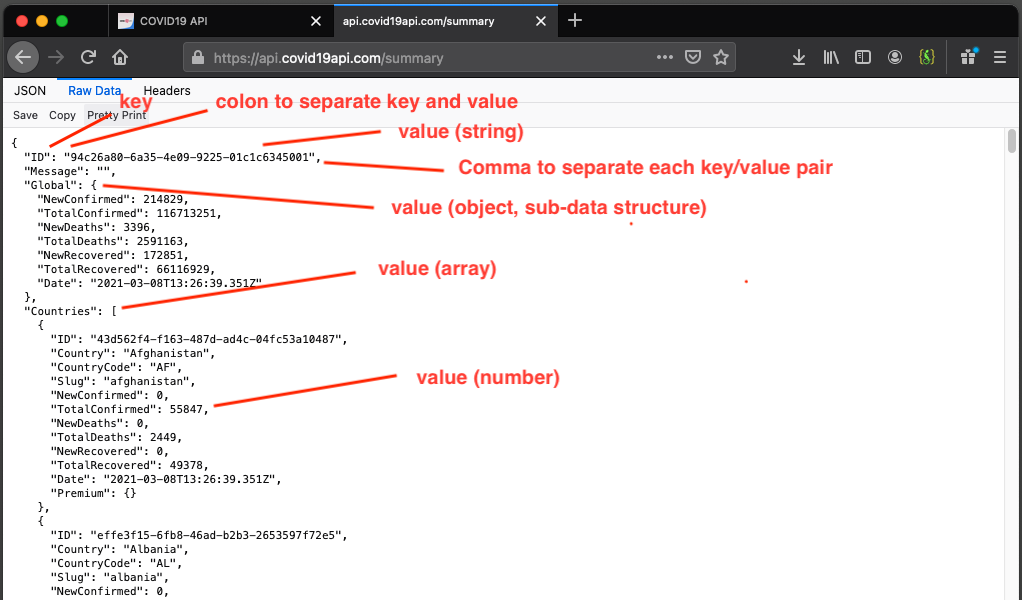 COVID19 API
api.covid19api.com/summary
https://api.covid19api.com/summary
JSON Raw Data Headers
key
colon to separate key and value
Save Copy Pretty Print
value (string)
{
"ID": "94c26a80-6a35-4e09-9225-01c1c6345001",
Comma to separate each key/value pair
"Message": "",
"Global": {
"NewConfirmed": 214829,
value (object, sub-data structure)
"TotalConfirmed": 116713251,
"NewDeaths": 3396,
"TotalDeaths": 2591163,
"NewRecovered": 172851,
"TotalRecovered": 66116929,
value (array)
"Date": "2021-03-08T13:26:39.351Z"
},
"Countries": [
{
"ID": "43d562f4-f163-487d-ad4c-04fc53a10487",
"Country": "Afghanistan",
"CountryCode": "AF",
"Slug": "afghanistan",
value (number)
"NewConfirmed": 0,
"TotalConfirmed": 55847,
"NewDeaths": 0,
"TotalDeaths": 2449,
"NewRecovered": 0,
"TotalRecovered": 49378,
"Date": "2021-03-08T13:26:39.351Z",
"Premium": {}
},
{
"ID": "effe3f15-6fb8-46ad-b2b3-2653597f72e5",
"Country": "Albania",
"CountryCode": "AL",
"Slug": "albania",
"NewConfirmed": 0,